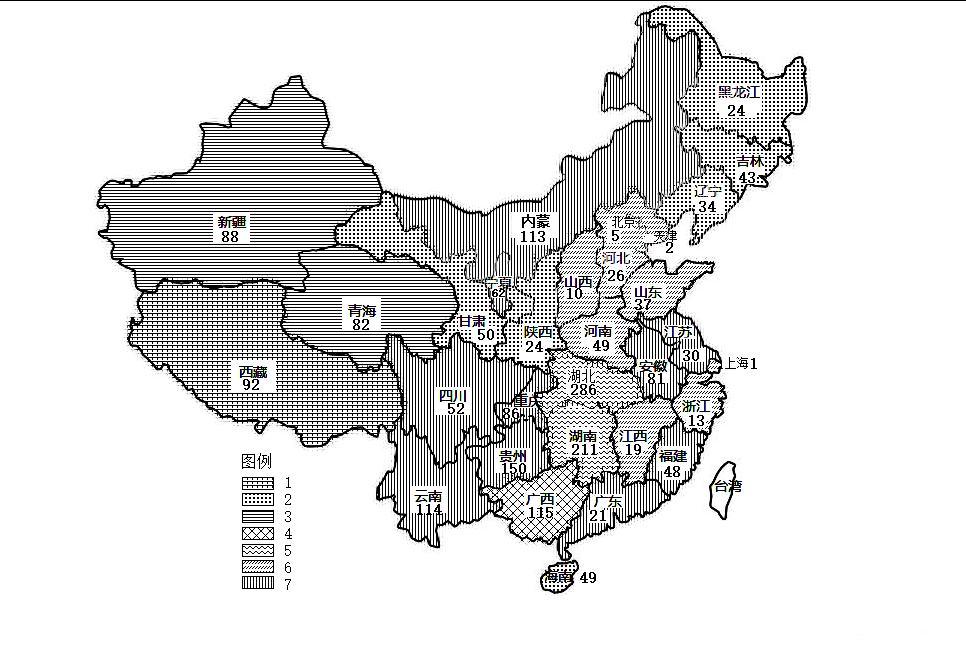 黑龙江
24
吉林
43
辽宁
34
新疆
88
内蒙
113
北京
5
天津
2
河北
26
宁夏
62
山西
10
山东
37
青海
82
甘肃
50
陕西
24
河南
49
江苏
30
上海1
安徽
81
西藏
92
湖北
286
四川
52
重庆
86
浙江
13
湖南
211
江西
19
贵州
150
福建
48
图例
1
2
3
4
5
6
7
云南
114
广西
115
广东
21
台湾
海南 49